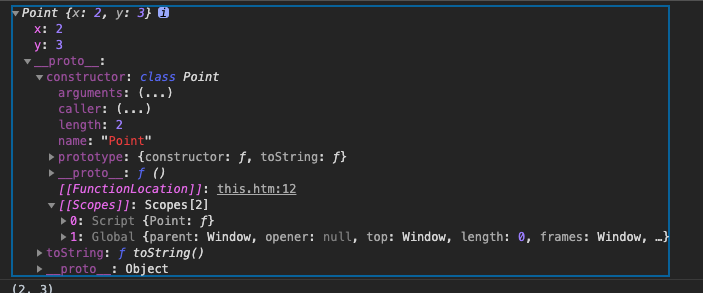 ▼Point {x: 2, y: 3} i
x: 2
y: 3
▼__proto__:
▼constructor: class Point
arguments: (...)
caller: (...)
length: 2
name: "Point"
▶prototype: {constructor: ƒ, toString: ƒ}
▶__proto__: ƒ ()
[[FunctionLocation]]: this.htm:12
▼[[Scopes]]: Scopes[2]
▶0: Script {Point: ƒ}
▶1: Global {parent: Window, opener: null, top: Window, length: 0, frames: Window, …}
▶toString: ƒ toString()
▶__proto__: Object
(2, 3)